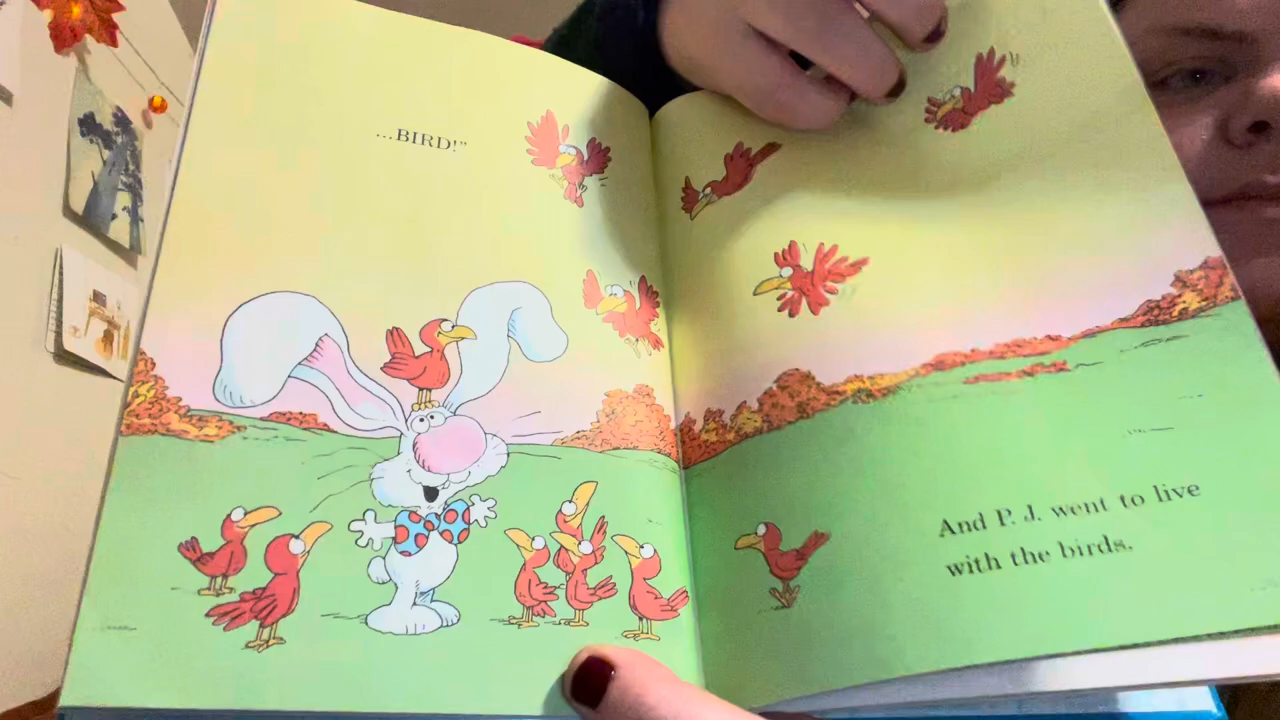 ...BIRD!"
And P. J. went to live
with the birds.